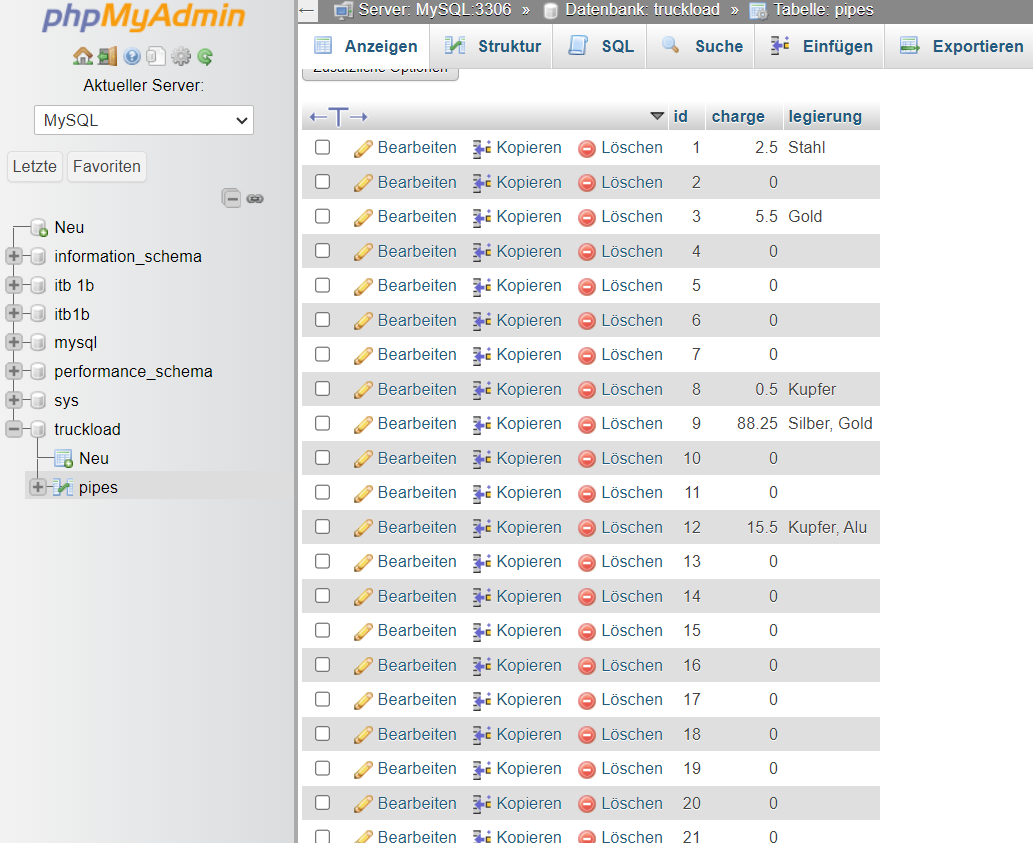 phpMyAdmin
Aktueller Server:
MySQL
Letzte Favoriten
Neu
information_schema
itb 1b
itb1b
mysql
performance_schema
sys
truckload
Neu
pipes
← Server: MySQL:3306 » Datenbank: truckload » Tabelle: pipes
Anzeigen Struktur SQL Suche Einfügen Exportieren
Zusätzliche Optionen
←T→ id charge legierung
Bearbeiten Kopieren Löschen 1 2.5 Stahl
Bearbeiten Kopieren Löschen 2 0
Bearbeiten Kopieren Löschen 3 5.5 Gold
Bearbeiten Kopieren Löschen 4 0
Bearbeiten Kopieren Löschen 5 0
Bearbeiten Kopieren Löschen 6 0
Bearbeiten Kopieren Löschen 7 0
Bearbeiten Kopieren Löschen 8 0.5 Kupfer
Bearbeiten Kopieren Löschen 9 88.25 Silber, Gold
Bearbeiten Kopieren Löschen 10 0
Bearbeiten Kopieren Löschen 11 0
Bearbeiten Kopieren Löschen 12 15.5 Kupfer, Alu
Bearbeiten Kopieren Löschen 13 0
Bearbeiten Kopieren Löschen 14 0
Bearbeiten Kopieren Löschen 15 0
Bearbeiten Kopieren Löschen 16 0
Bearbeiten Kopieren Löschen 17 0
Bearbeiten Kopieren Löschen 18 0
Bearbeiten Kopieren Löschen 19 0
Bearbeiten Kopieren Löschen 20 0
Bearbeiten Kopieren Löschen 21 0